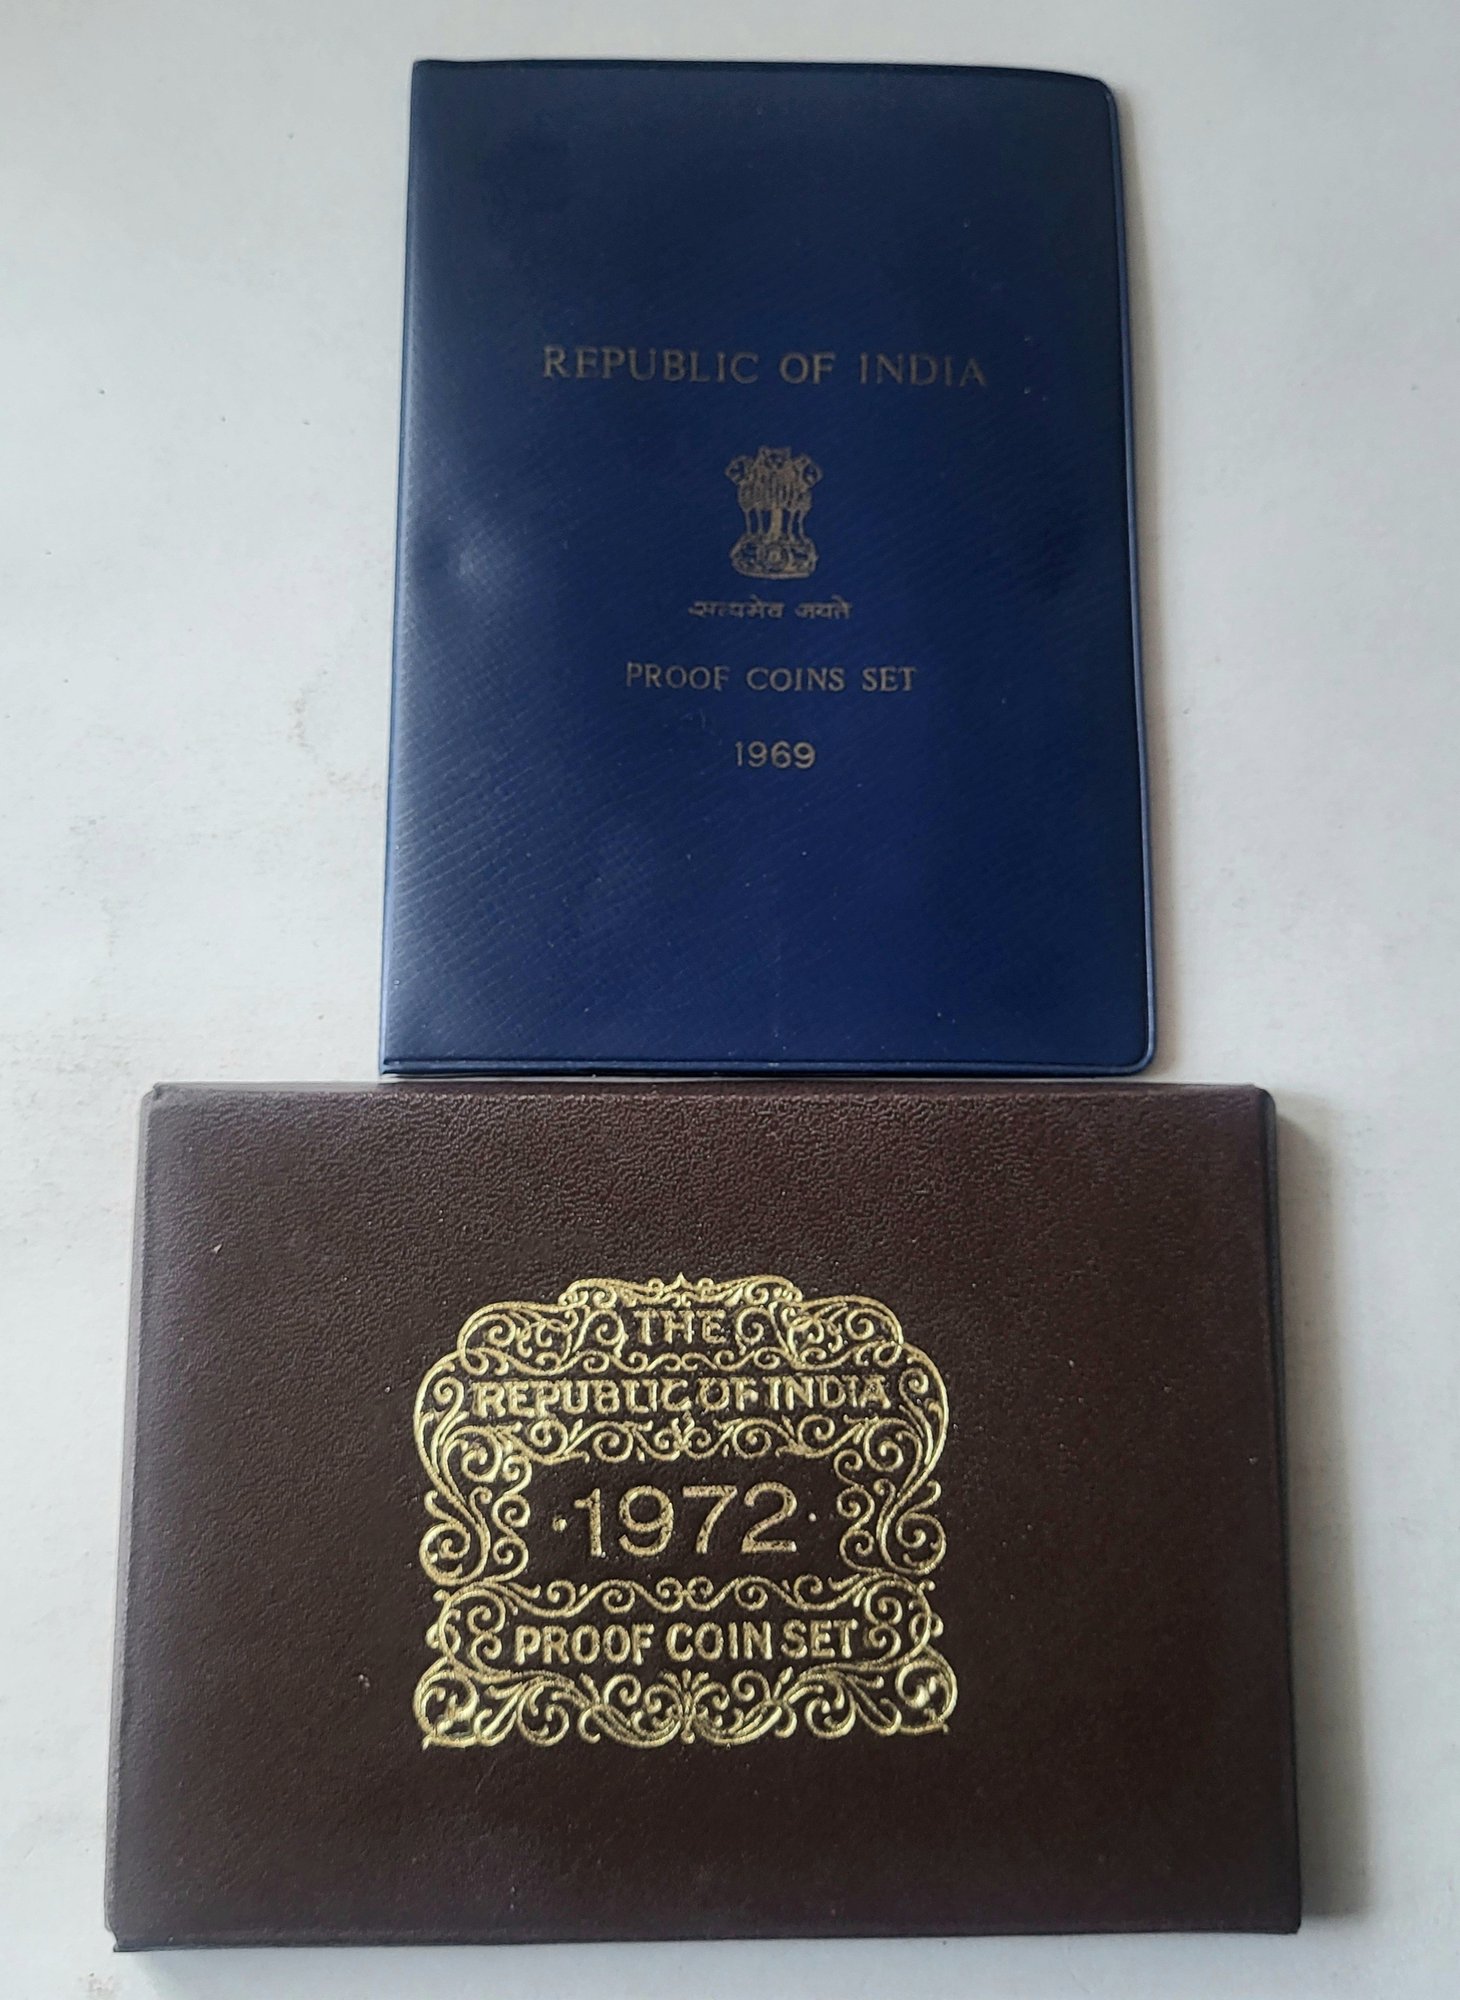 REPUBLIC OF INDIA
सत्यमेव जयते
PROOF COINS SET
1969
THE
REPUBLIC OF INDIA
·1972·
PROOF COIN SET